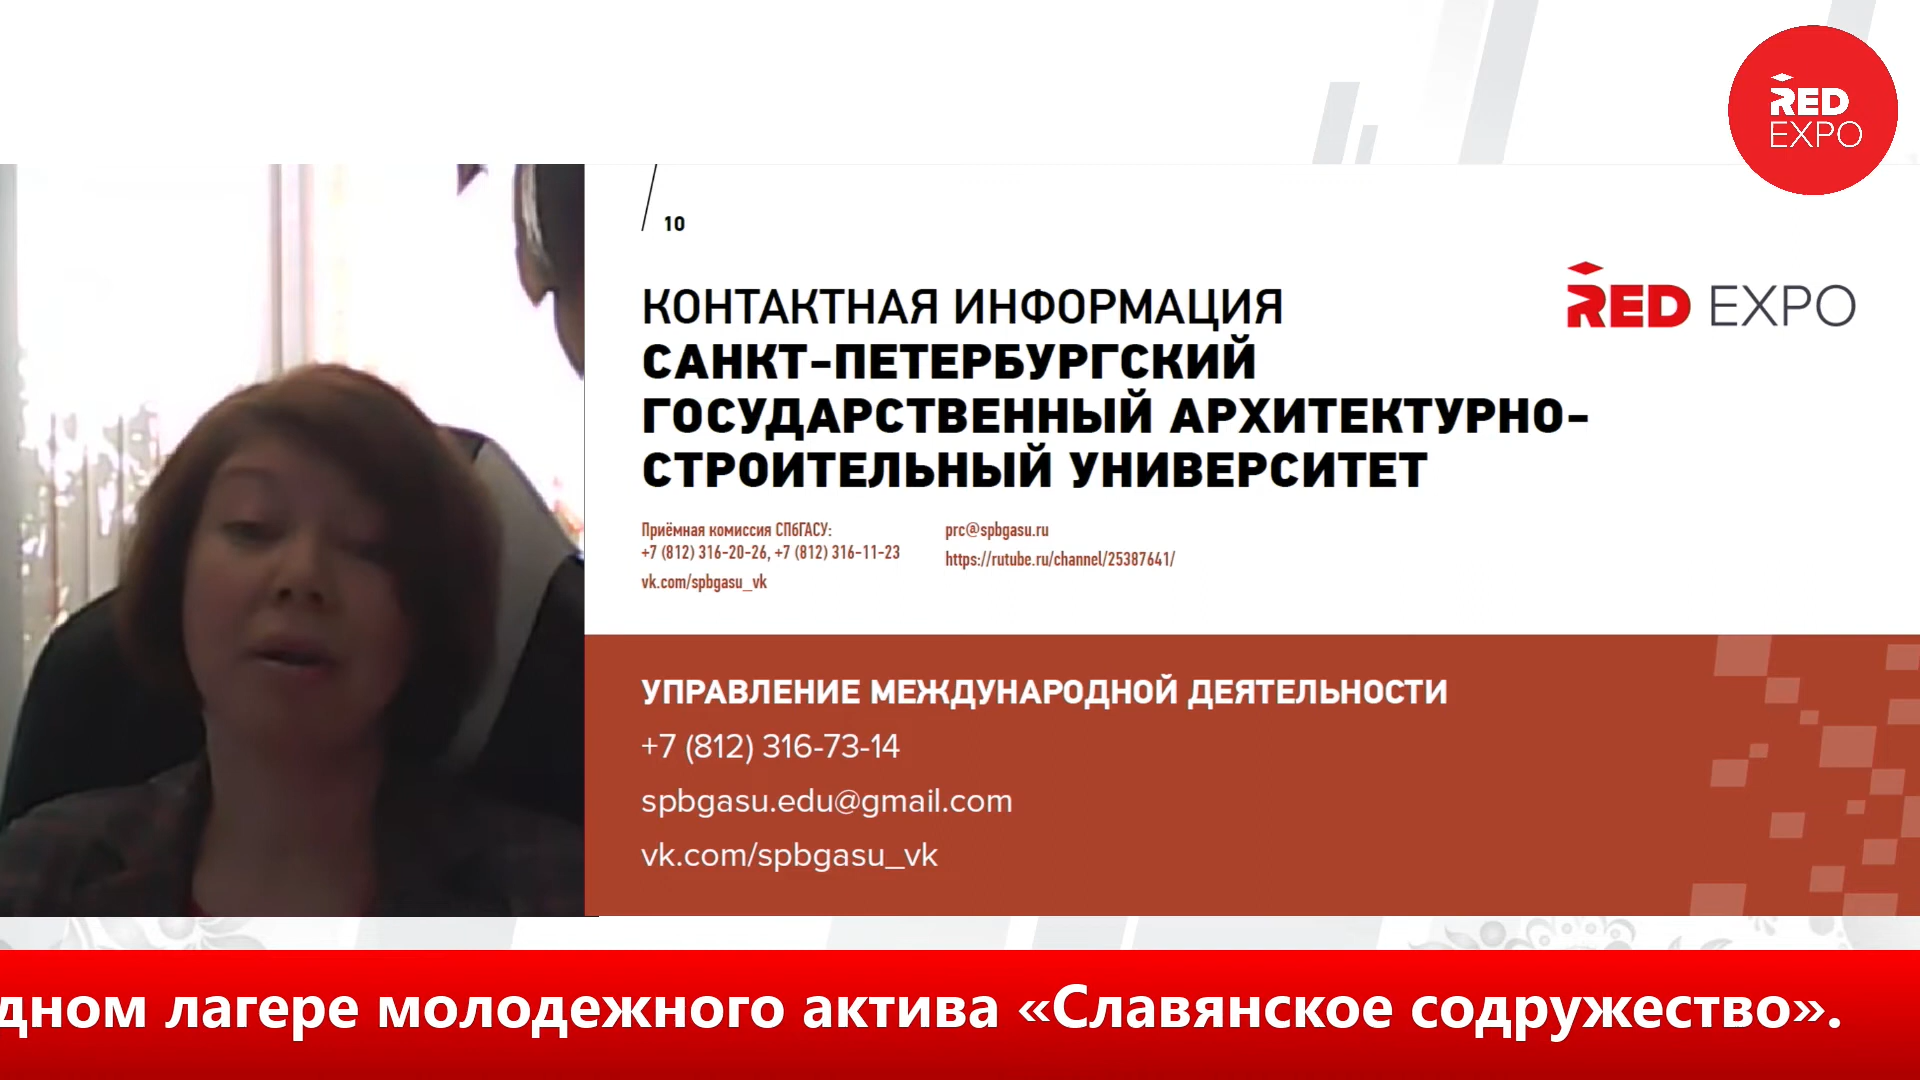 RED
EXPO
10
RED EXPO
КОНТАКТНАЯ ИНФОРМАЦИЯ
САНКТ-ПЕТЕРБУРГСКИЙ
ГОСУДАРСТВЕННЫЙ АРХИТЕКТУРНО-
СТРОИТЕЛЬНЫЙ УНИВЕРСИТЕТ
Приёмная комиссия СПбГАСУ:
+7 (812) 316-20-26, +7 (812) 316-11-23
vk.com/spbgasu_vk
prc@spbgasu.ru
https://rutube.ru/channel/25387641/
УПРАВЛЕНИЕ МЕЖДУНАРОДНОЙ ДЕЯТЕЛЬНОСТИ
+7 (812) 316-73-14
spbgasu.edu@gmail.com
vk.com/spbgasu_vk
дном лагере молодежного актива «Славянское содружество».